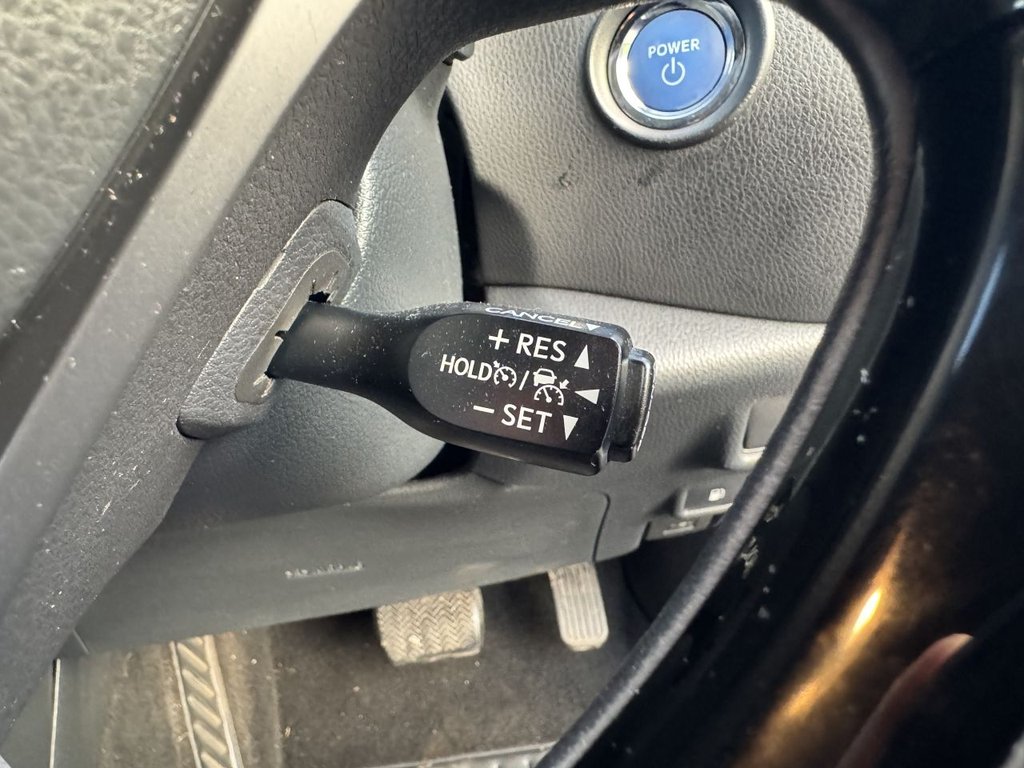 POWER
CANCEL▼
+ RES ▲
HOLD / ◀
− SET ▼